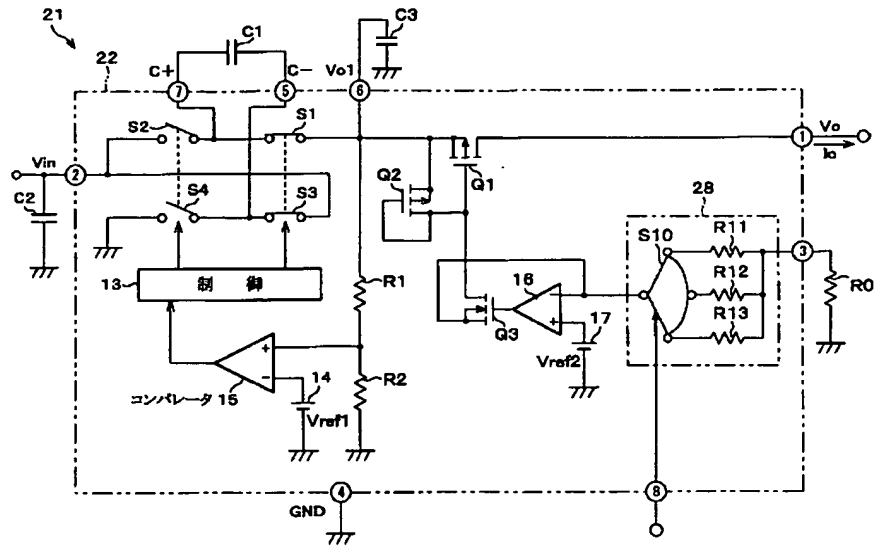 21
C1
C3
22
C+
C-
Vo1
7
5
6
S2
S1
1
Vo
Io
Vin
2
C2
S4
S3
Q2
Q1
28
S10
R11
R12
R13
3
R0
13
制 御
R1
16
-
+
Q3
17
Vref2
+
-
コンパレータ 15
14
Vref1
R2
4
GND
8